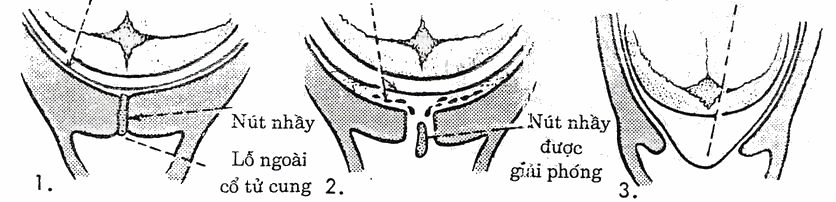 Nút nhầy
Lỗ ngoài
cổ tử cung
1.
Nút nhầy
được
giải phóng
2.
3.